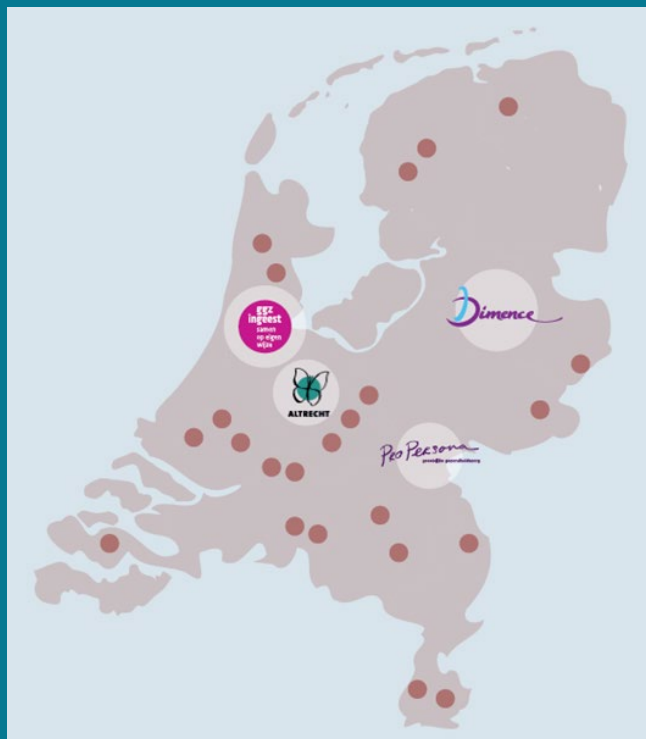 Dimence
ggz
ingeest
samen
op eigen
wijze
ALTRECHT
Pro Persona